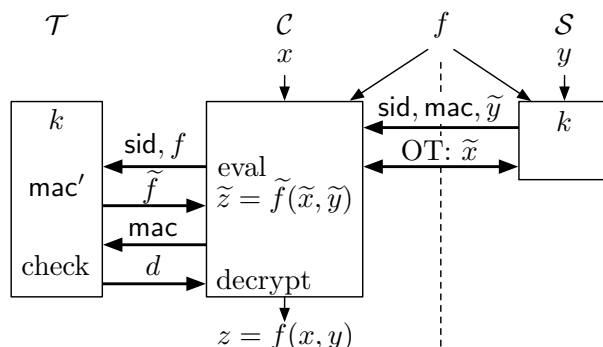 𝒯 𝒞 f 𝒮
x y
k sid, mac, ỹ k
sid, f OT: x̃
eval
mac′ f̃ z̃ = f̃(x̃, ỹ)
mac
check d decrypt
z = f(x, y)